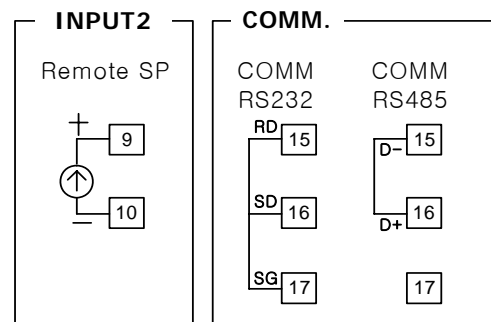 INPUT2
Remote SP
+
9
10
−
COMM.
COMM
RS232
RD
15
SD
16
SG
17
COMM
RS485
D−
15
D+
16
17